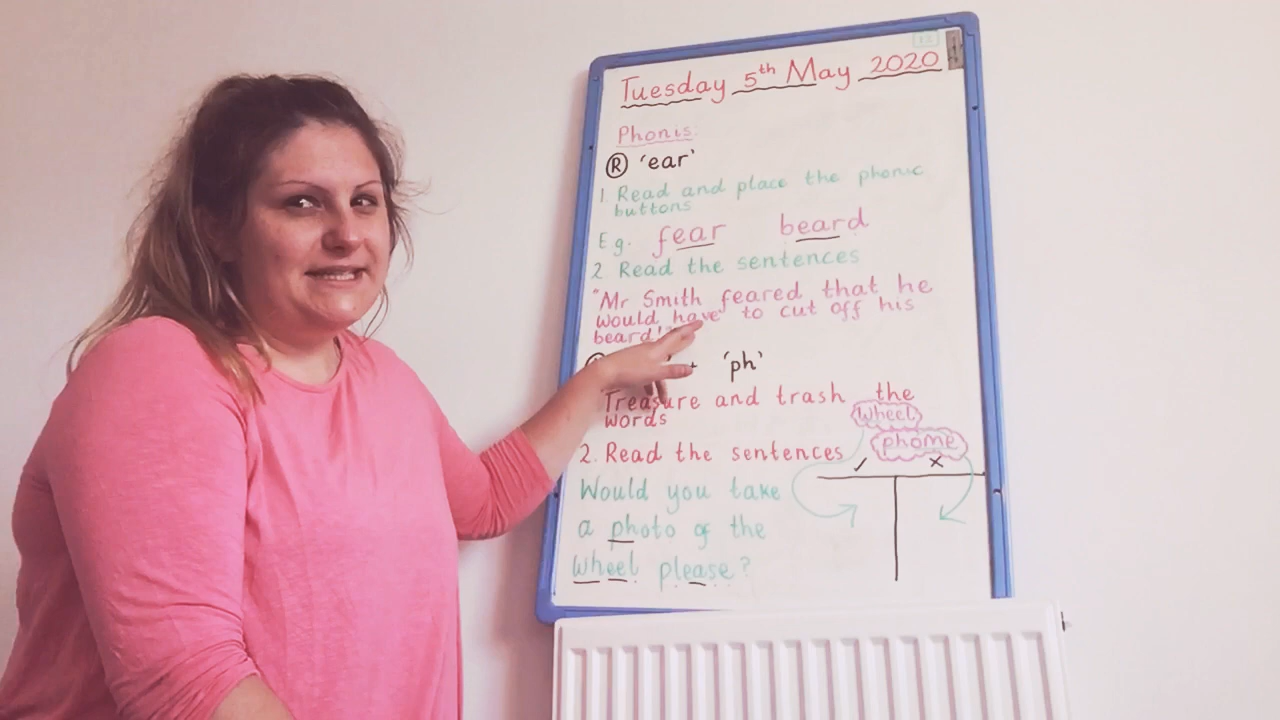 Tuesday 5th May 2020
Phonis:
R 'ear'
1. Read and place the phonic
buttons
Eg. fear beard
2 Read the sentences
"Mr Smith feared that he
would have to cut off his
beard!"
+ 'ph'
Treasure and trash the
words
wheel
phome
2. Read the sentences
✓ x
Would you take
a photo of the
wheel please?